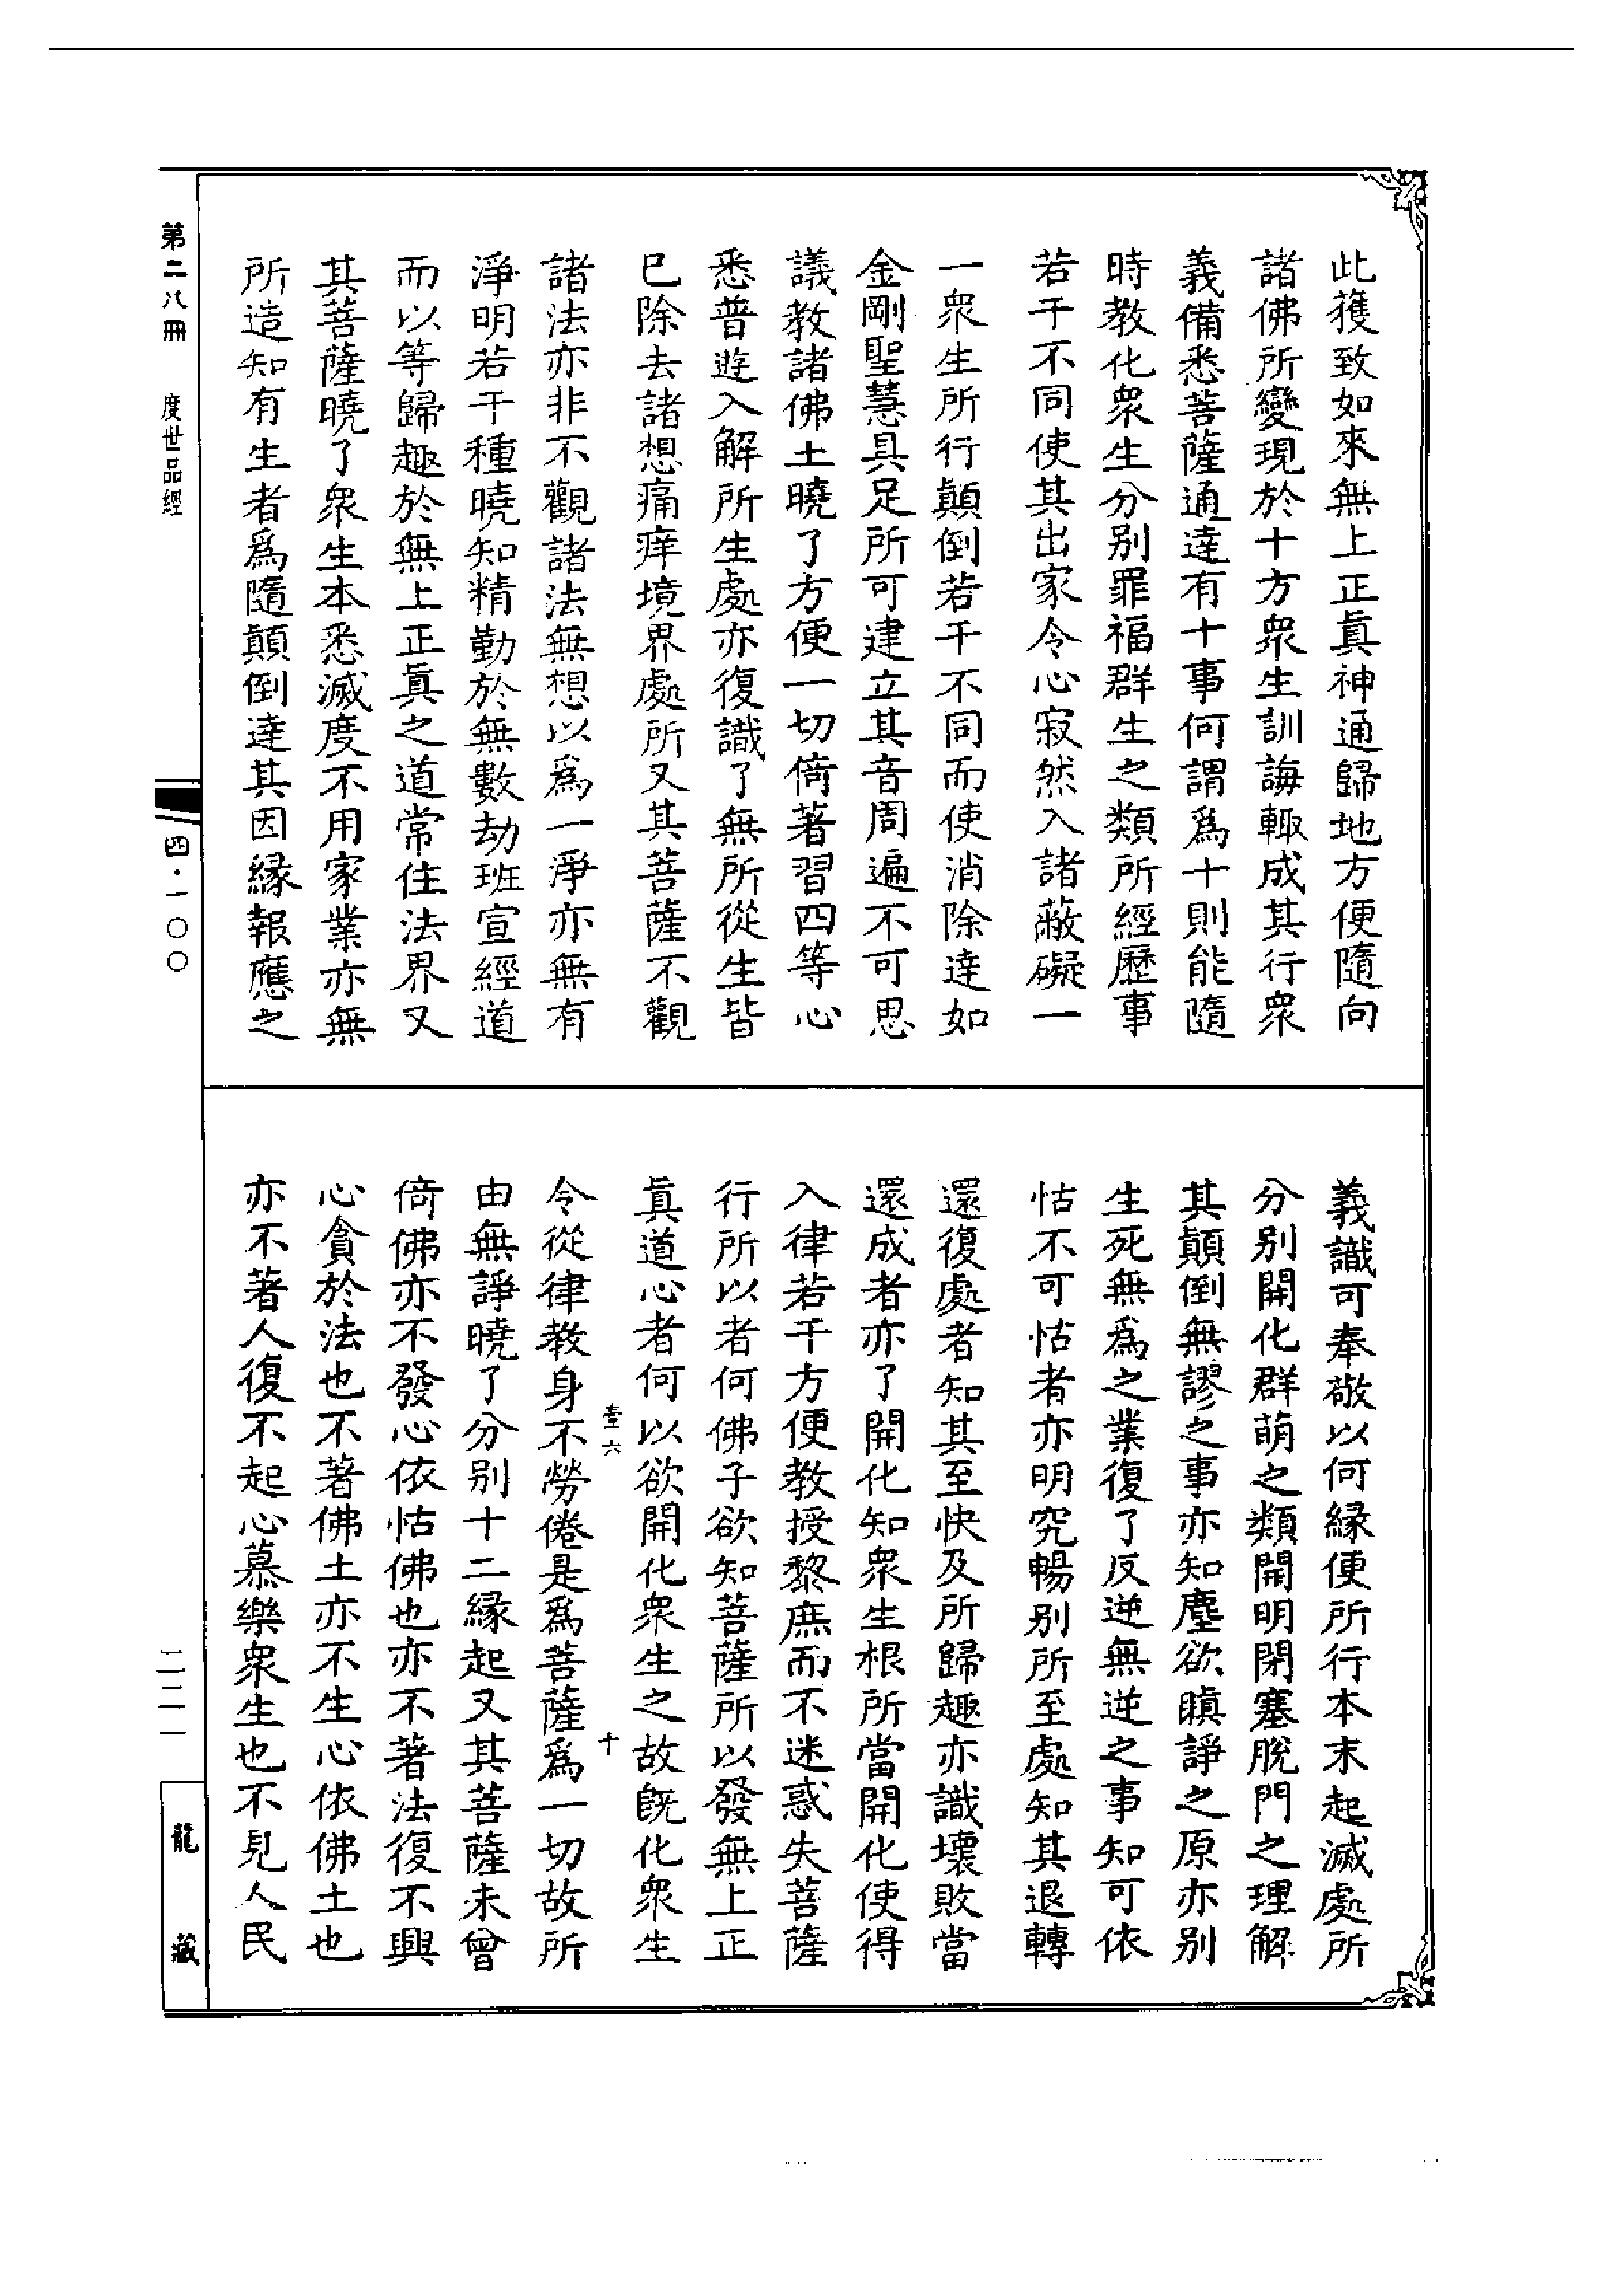 此獲致如來無上正真神通歸地方便隨向
諸佛所變現於十方眾生訓誨輙成其行衆
義備悉菩薩通達有十事何謂爲十則能隨
時教化衆生分别罪福群生之類所經歷事
若干不同使其出家令心寂然入諸蔽礙一
一衆生所行顛倒若干不同而使消除達如
金剛聖慧具足所可建立其音周遍不可思
議教諸佛土曉了方便一切倚著習四等心
悉普遊入解所生處亦復識了無所從生皆
已除去諸想痛痒境界處所又其菩薩不觀
諸法亦非不觀諸法無想以爲一淨亦無有
淨明若干種曉知精勤於無數劫班宣經道
而以等歸趣於無上正真之道常住法界又
其菩薩曉了衆生本悉滅度不用家業亦無
所造知有生者爲隨顛倒達其因縁報應之
義識可奉敬以何縁便所行本末起滅處所
分别開化群萌之類開明閉塞脫門之理解
其顛倒無謬之事亦知塵欲瞋諍之原亦别
生死無爲之業復了反逆無逆之事知可依
怙不可怙者亦明究暢别所至處知其退轉
還復處者知其至快及所歸趣亦識壞敗當
還成者亦了開化知衆生根所當開化使得
入律若干方便教授黎庶而不迷惑失菩薩
行所以者何佛子欲知菩薩所以發無上正
真道心者何以欲開化衆生之故旣化衆生
壹六 十
令從律教身不勞倦是爲菩薩爲一切故所
由無諍曉了分别十二縁起又其菩薩未曾
倚佛亦不發心依怙佛也亦不著法復不興
心貪於法也不著佛土亦不生心依佛土也
亦不著人復不起心慕樂衆生也不見人民
第二八冊 度世品經
四·一〇〇
二二一
龍藏